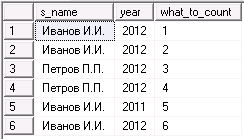 s_name year what_to_count
1 Иванов И.И. 2012 1
2 Иванов И.И. 2012 2
3 Петров П.П. 2012 3
4 Петров П.П. 2012 4
5 Иванов И.И. 2011 5
6 Иванов И.И. 2012 6